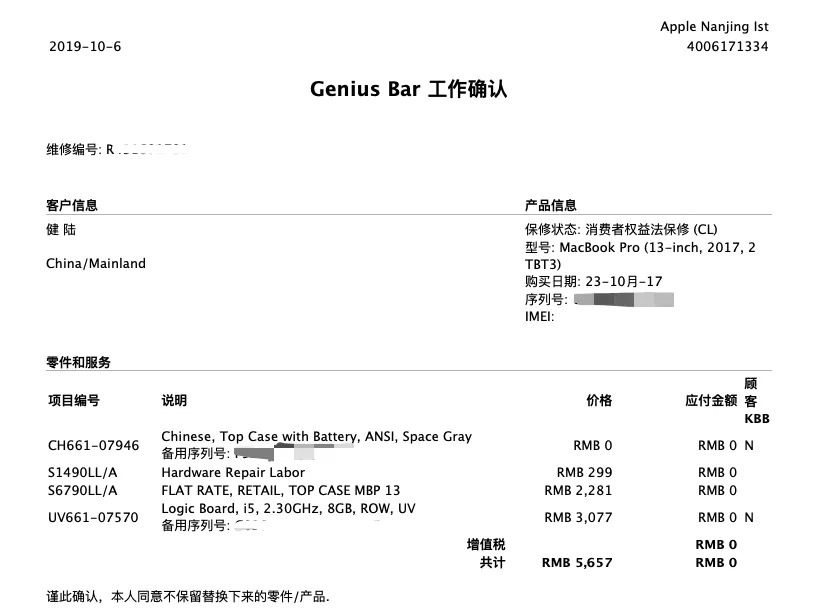 Apple Nanjing Ist
2019-10-6
4006171334
Genius Bar 工作确认
维修编号: R
客户信息
产品信息
健 陆
China/Mainland
保修状态: 消费者权益法保修 (CL)
型号: MacBook Pro (13-inch, 2017, 2
TBT3)
购买日期: 23-10月-17
序列号:
IMEI:
零件和服务
项目编号 说明 价格 应付金额 顾客 KBB
CH661-07946 Chinese, Top Case with Battery, ANSI, Space Gray RMB 0 RMB 0 N
备用序列号:
S1490LL/A Hardware Repair Labor RMB 299 RMB 0
S6790LL/A FLAT RATE, RETAIL, TOP CASE MBP 13 RMB 2,281 RMB 0
UV661-07570 Logic Board, i5, 2.30GHz, 8GB, ROW, UV RMB 3,077 RMB 0 N
备用序列号:
增值税 RMB 0
共计 RMB 5,657 RMB 0
谨此确认，本人同意不保留替换下来的零件/产品.